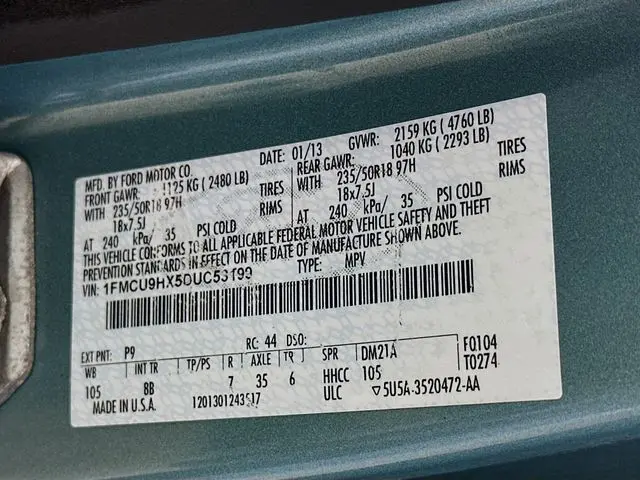 MFD. BY FORD MOTOR CO. DATE: 01/13 GVWR: 2159 KG ( 4760 LB)
FRONT GAWR: 1125 KG ( 2480 LB) REAR GAWR: 1040 KG ( 2293 LB)
WITH 235/50R18 97H TIRES WITH 235/50R18 97H TIRES
18x7.5J RIMS 18x7.5J RIMS
AT 240 kPa/ 35 PSI COLD AT 240 kPa/ 35 PSI COLD
THIS VEHICLE CONFORMS TO ALL APPLICABLE FEDERAL MOTOR VEHICLE SAFETY AND THEFT
PREVENTION STANDARDS IN EFFECT ON THE DATE OF MANUFACTURE SHOWN ABOVE.
VIN: 1FMCU9HX5DUC53199 TYPE: MPV
EXT PNT: P9 RC: 44 DSO: FQ104
WB INT TR TP/PS R AXLE TR SPR DM21A T0274
105 BB 7 35 6 HHCC 105
MADE IN U.S.A. 1201301243517 ULC ▽5U5A-3520472-AA